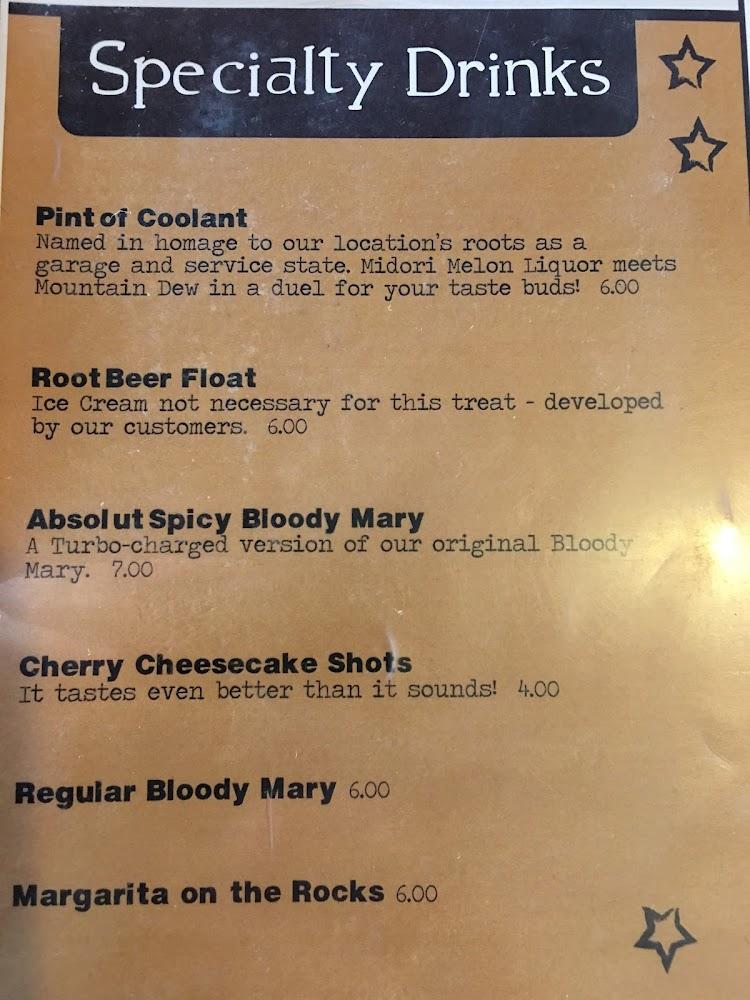 Specialty Drinks
Pint of Coolant
Named in homage to our location's roots as a
garage and service state. Midori Melon Liquor meets
Mountain Dew in a duel for your taste buds! 6.00
Root Beer Float
Ice Cream not necessary for this treat - developed
by our customers. 6.00
Absolut Spicy Bloody Mary
A Turbo-charged version of our original Bloody
Mary. 7.00
Cherry Cheesecake Shots
It tastes even better than it sounds! 4.00
Regular Bloody Mary 6.00
Margarita on the Rocks 6.00